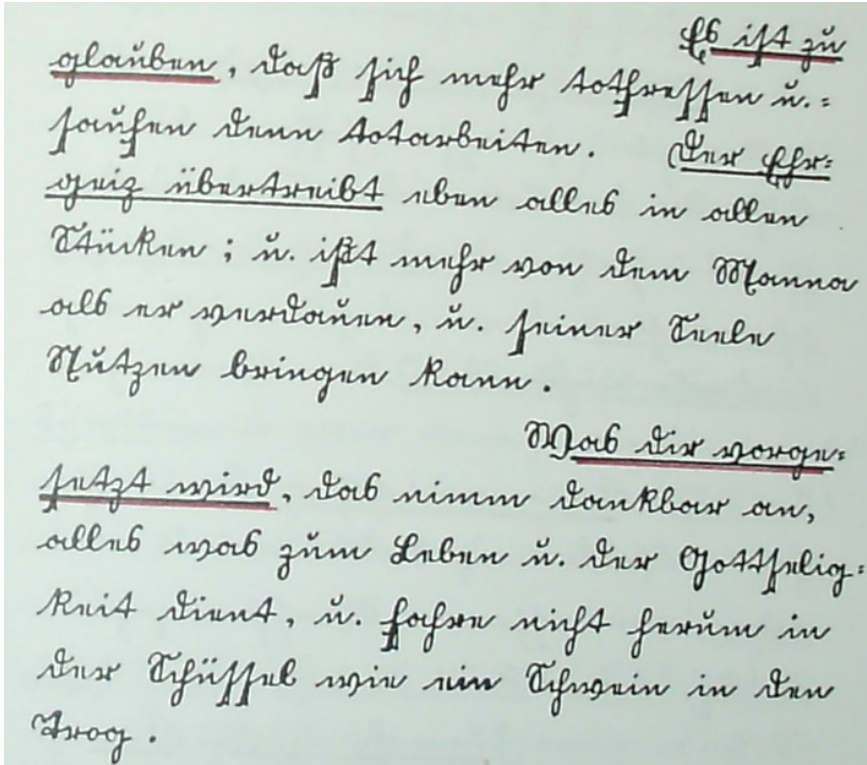 Es ist zu
glauben, daß sich mehr totfressen u.=
saufen denn totarbeiten. Der Ehr=
geiz übertreibt eben alles in allen
Stücken; u. ißt mehr von dem Manna
als er verdauen, u. seiner Seele
Nutzen bringen kann.
Was dir vorge=
setzt wird, das nimm dankbar an,
alles was zum Leben u. der Gottselig=
keit dient, u. fahre nicht herum in
der Schüssel wie ein Schwein in den
Trog.